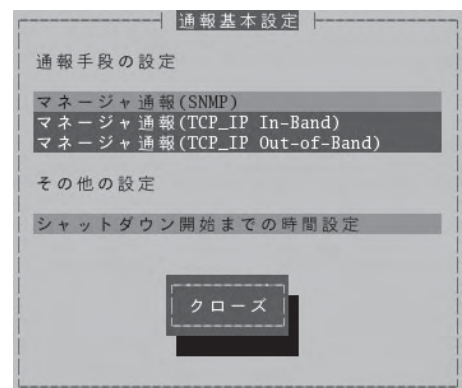 通報基本設定
通報手段の設定
マネージャ通報(SNMP)
マネージャ通報(TCP_IP In-Band)
マネージャ通報(TCP_IP Out-of-Band)
その他の設定
シャットダウン開始までの時間設定
クローズ